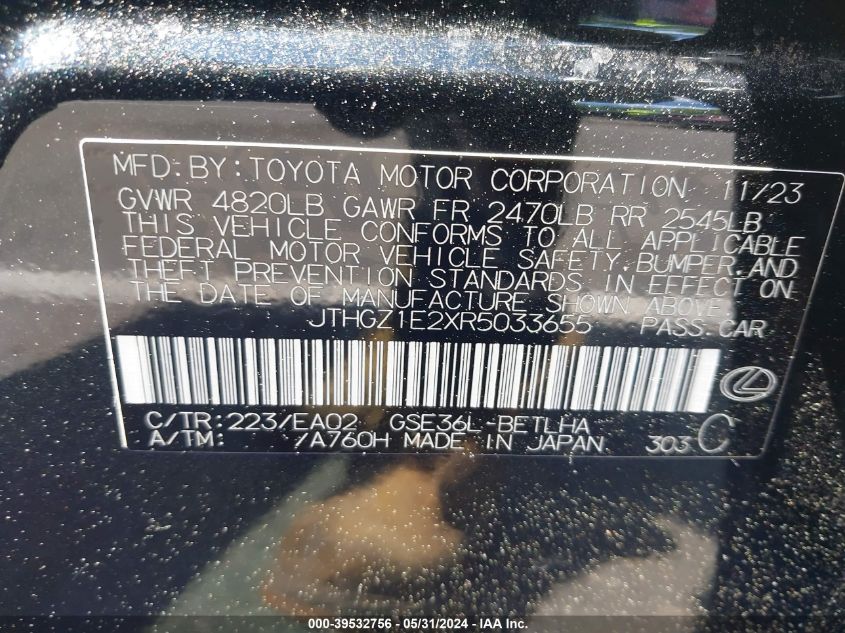 MFD.BY:TOYOTA MOTOR CORPORATION 11/23
GVWR 4820LB GAWR FR 2470LB RR 2545LB
THIS VEHICLE CONFORMS TO ALL APPLICABLE
FEDERAL MOTOR VEHICLE SAFETY,BUMPER,AND
THEFT PREVENTION STANDARDS IN EFFECT ON
THE DATE OF MANUFACTURE SHOWN ABOVE.
JTHGZ1E2XR5033655 PASS.CAR
C/TR:223/EA02 GSE36L-BETLHA
A/TM: /A760H MADE IN JAPAN 303 C
000-39532756 - 05/31/2024 - IAA Inc.